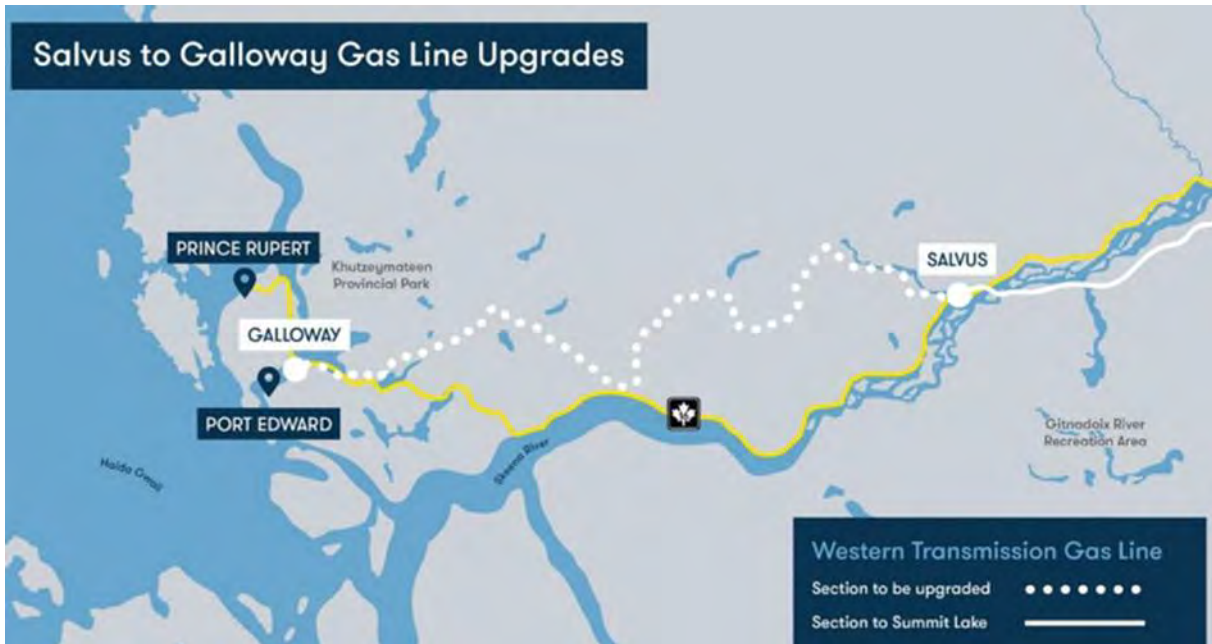 Salvus to Galloway Gas Line Upgrades
PRINCE RUPERT
Khutzeymateen
Provincial Park
SALVUS
GALLOWAY
PORT EDWARD
Haida Gwaii
Skeena River
Gitnadoix River
Recreation Area
Western Transmission Gas Line
Section to be upgraded
Section to Summit Lake